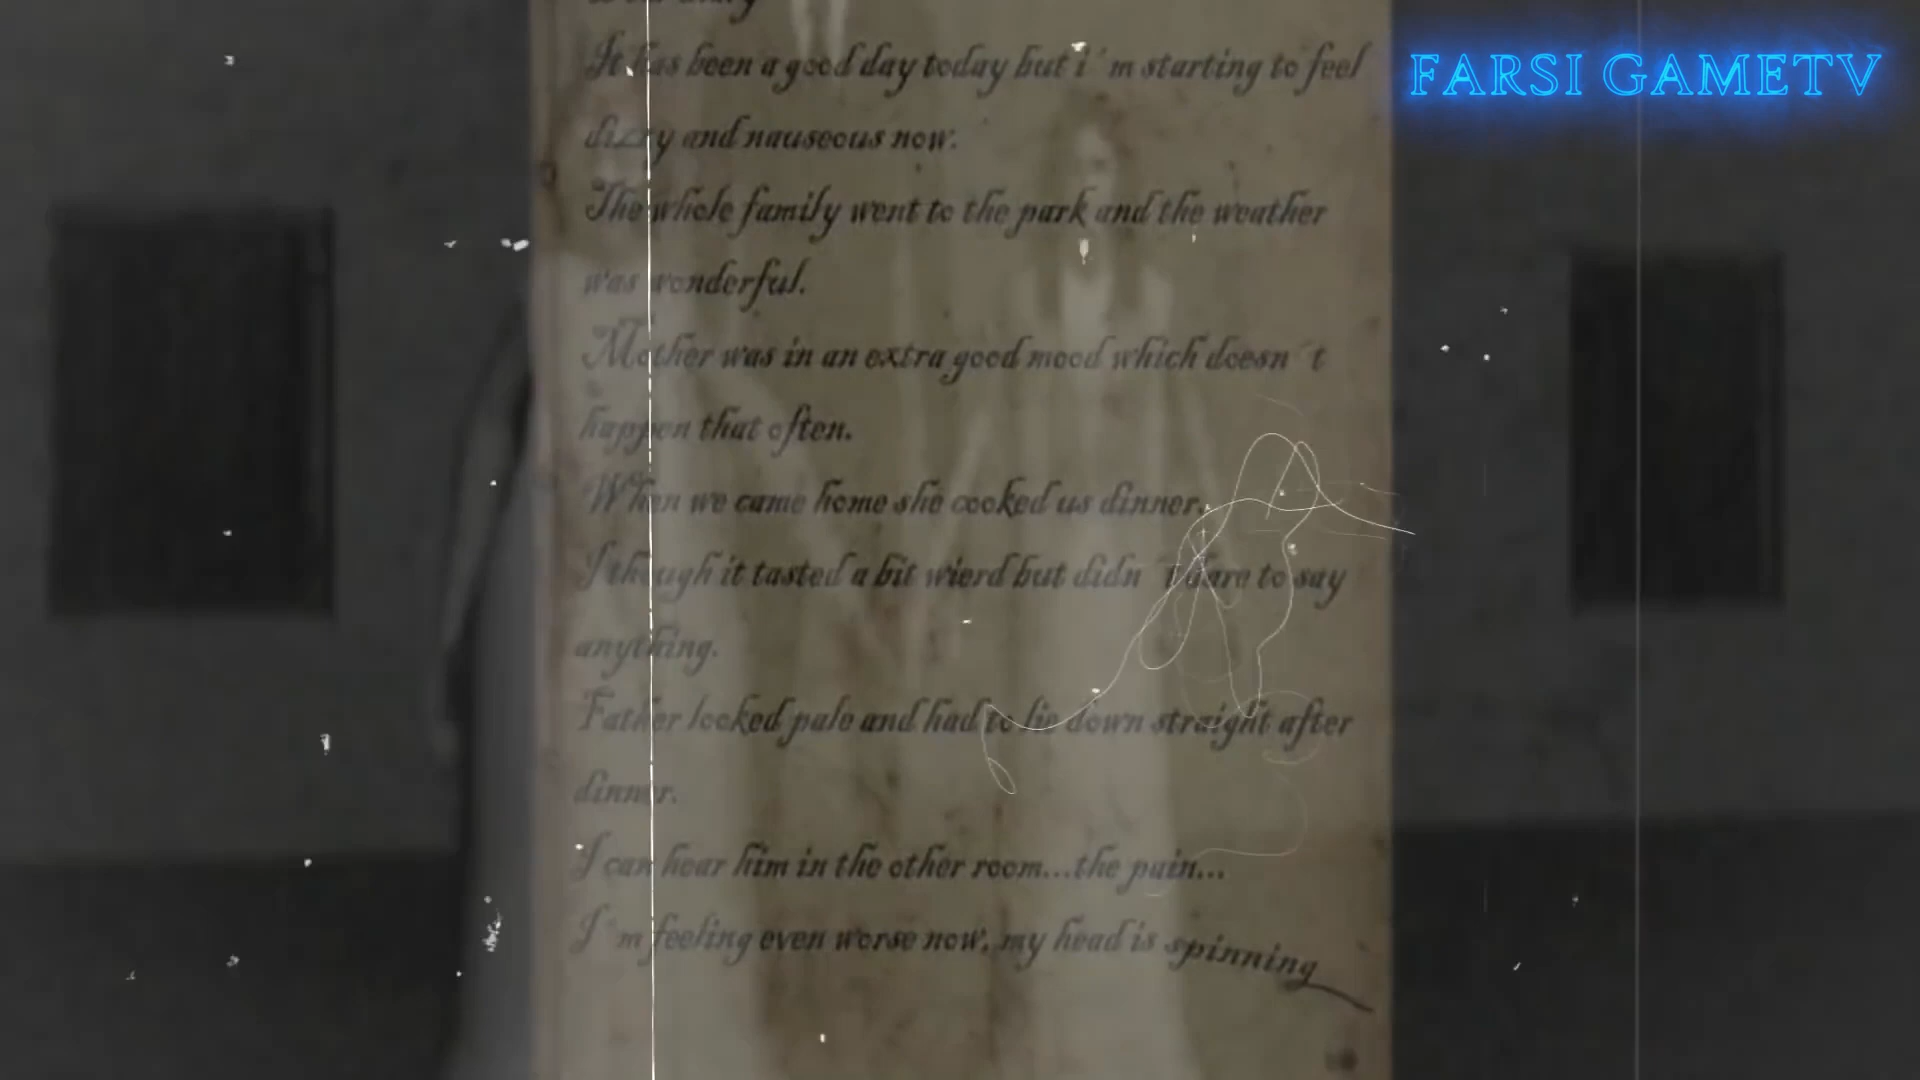 FARSI GAMETV
It has been a good day today but i´m starting to feel
dizzy and nauseous now.
The whole family went to the park and the weather
was wonderful.
Mother was in an extra good mood which doesn´t
happen that often.
When we came home she cooked us dinner.
I though it tasted a bit wierd but didn´t dare to say
anything.
Father looked pale and had to lie down straight after
dinner.
I can hear him in the other room...the pain...
I´m feeling even worse now, my head is spinning